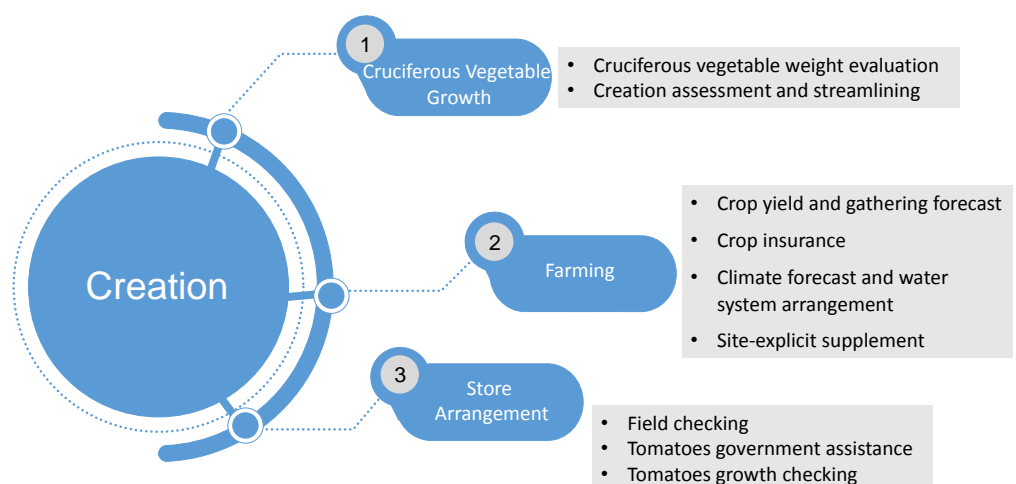 Creation
1
Cruciferous Vegetable
Growth
• Cruciferous vegetable weight evaluation
• Creation assessment and streamlining
2
Farming
• Crop yield and gathering forecast
• Crop insurance
• Climate forecast and water
system arrangement
• Site-explicit supplement
3
Store
Arrangement
• Field checking
• Tomatoes government assistance
• Tomatoes growth checking